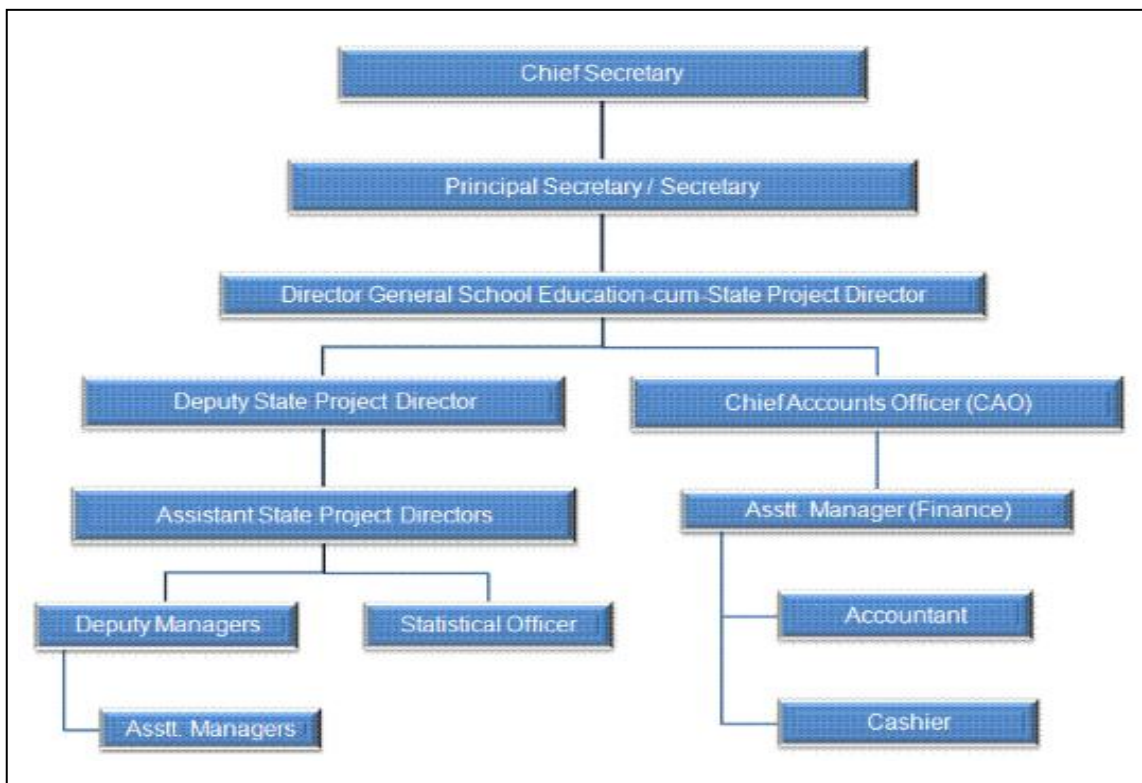 Chief Secretary
Principal Secretary / Secretary
Director General School Education-cum-State Project Director
Deputy State Project Director
Chief Accounts Officer (CAO)
Assistant State Project Directors
Asstt. Manager (Finance)
Deputy Managers
Statistical Officer
Accountant
Asstt. Managers
Cashier